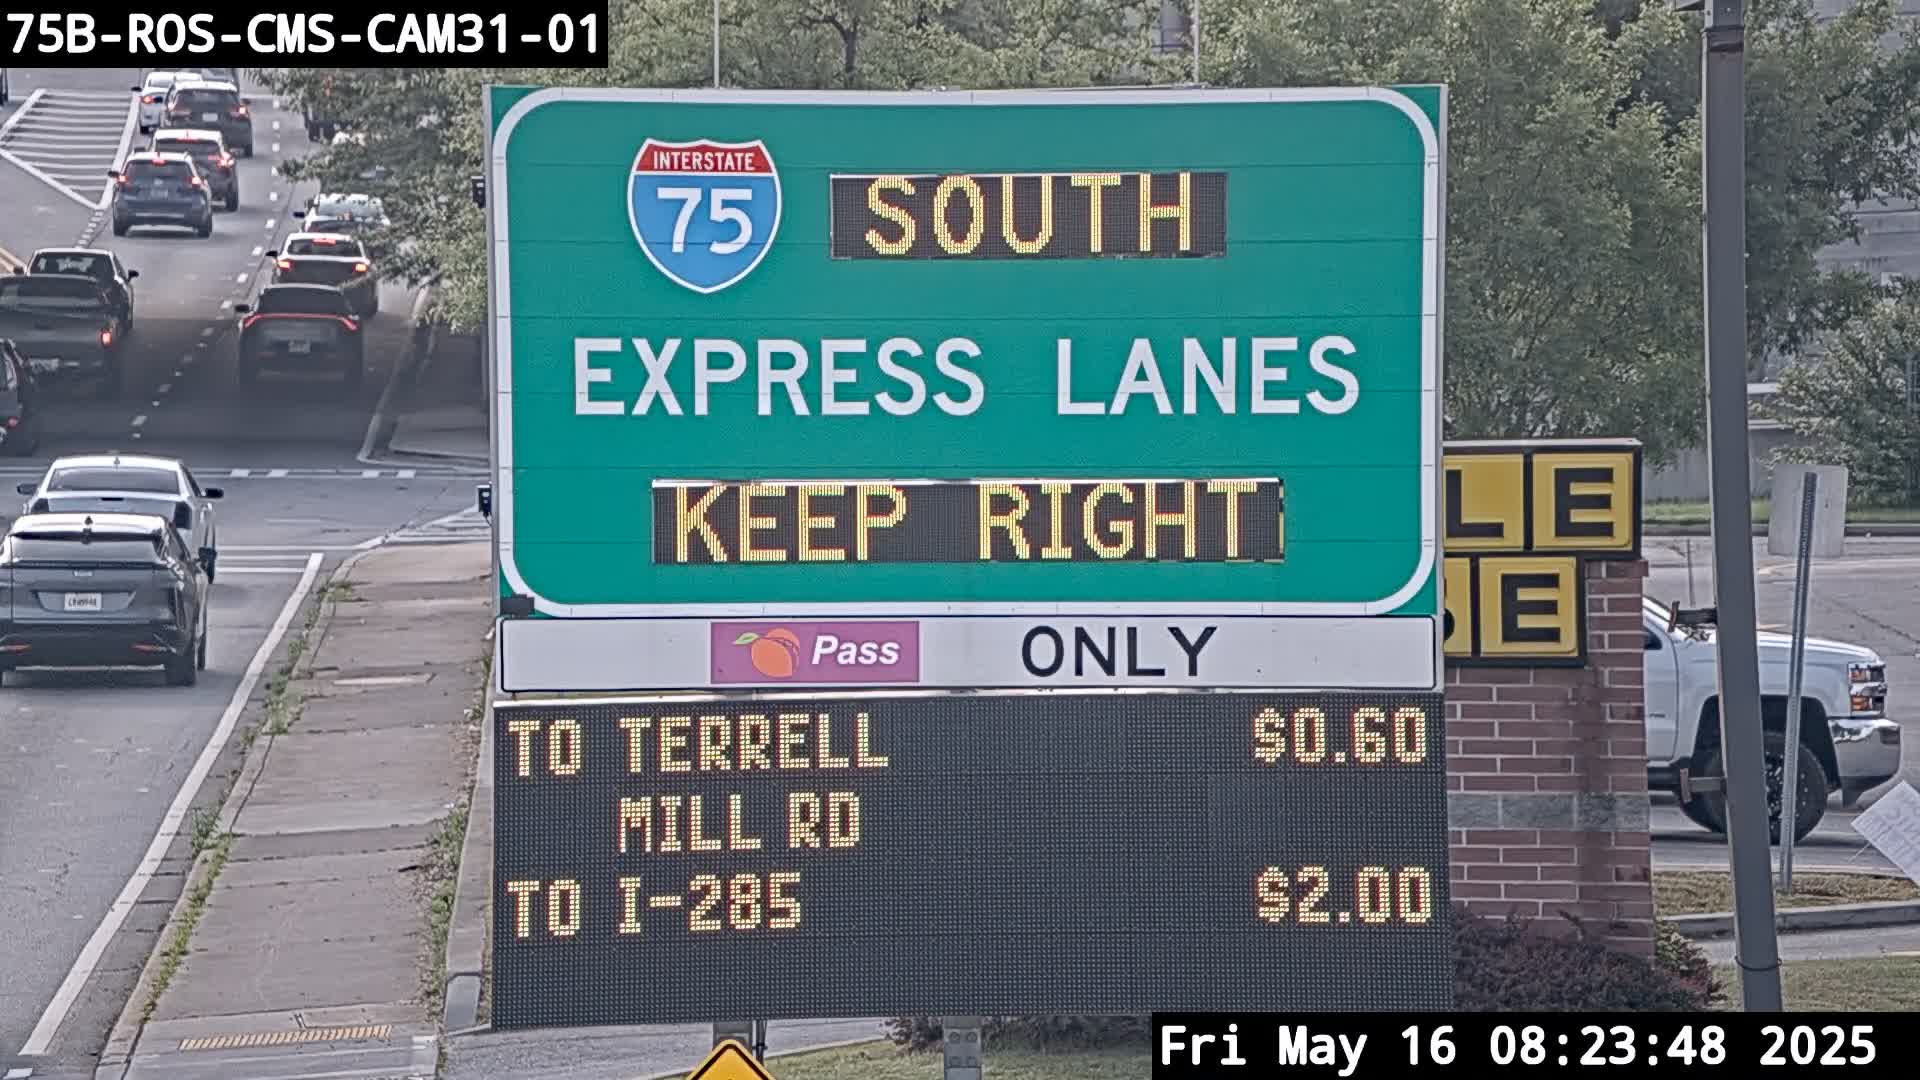 75B-ROS-CMS-CAM31-01
INTERSTATE
75
SOUTH
EXPRESS LANES
KEEP RIGHT
Pass ONLY
TO TERRELL $0.60
MILL RD
TO I-285 $2.00
LE
E
Fri May 16 08:23:48 2025